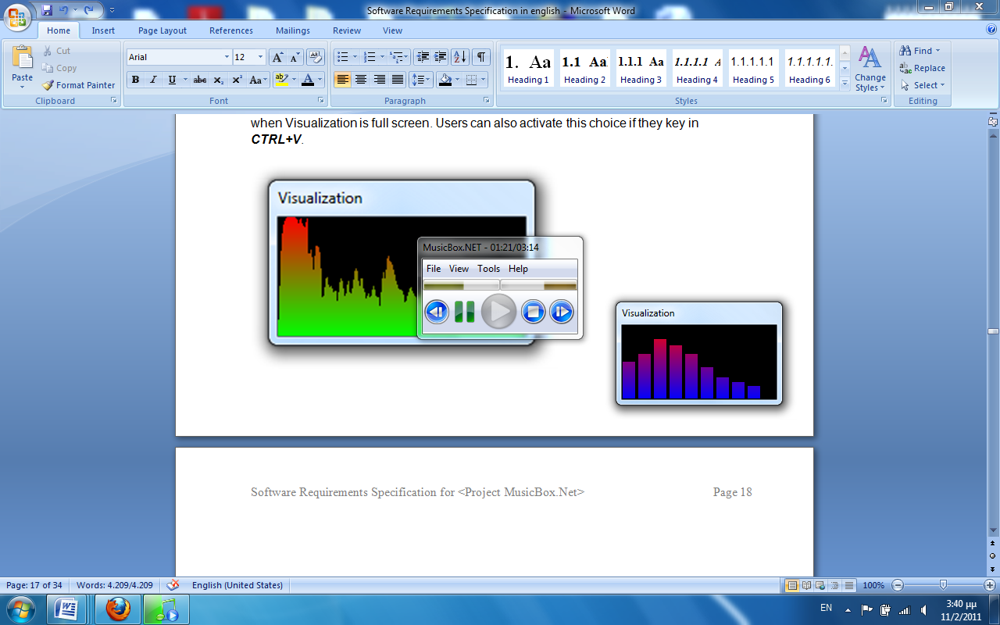 Software Requirements Specification in english - Microsoft Word
Home Insert Page Layout References Mailings Review View
Paste
Cut
Copy
Format Painter
Clipboard
Arial 12
B I U abc x₂ x² Aa
Font
Paragraph
1. Aa 1.1 Aa 1.1.1 Aa 1.1.1.1 A 1.1.1.1.1 1.1.1.1.1.
Heading 1 Heading 2 Heading 3 Heading 4 Heading 5 Heading 6
Change
Styles
Styles
Find
Replace
Select
Editing
when Visualization is full screen. Users can also activate this choice if they key in
CTRL+V.
Visualization
MusicBox.NET - 01:21/03:14
File View Tools Help
Visualization
Software Requirements Specification for <Project MusicBox.Net> Page 18
Page: 17 of 34 Words: 4.209/4.209 English (United States) 100%
EN
3:40 μμ
11/2/2011